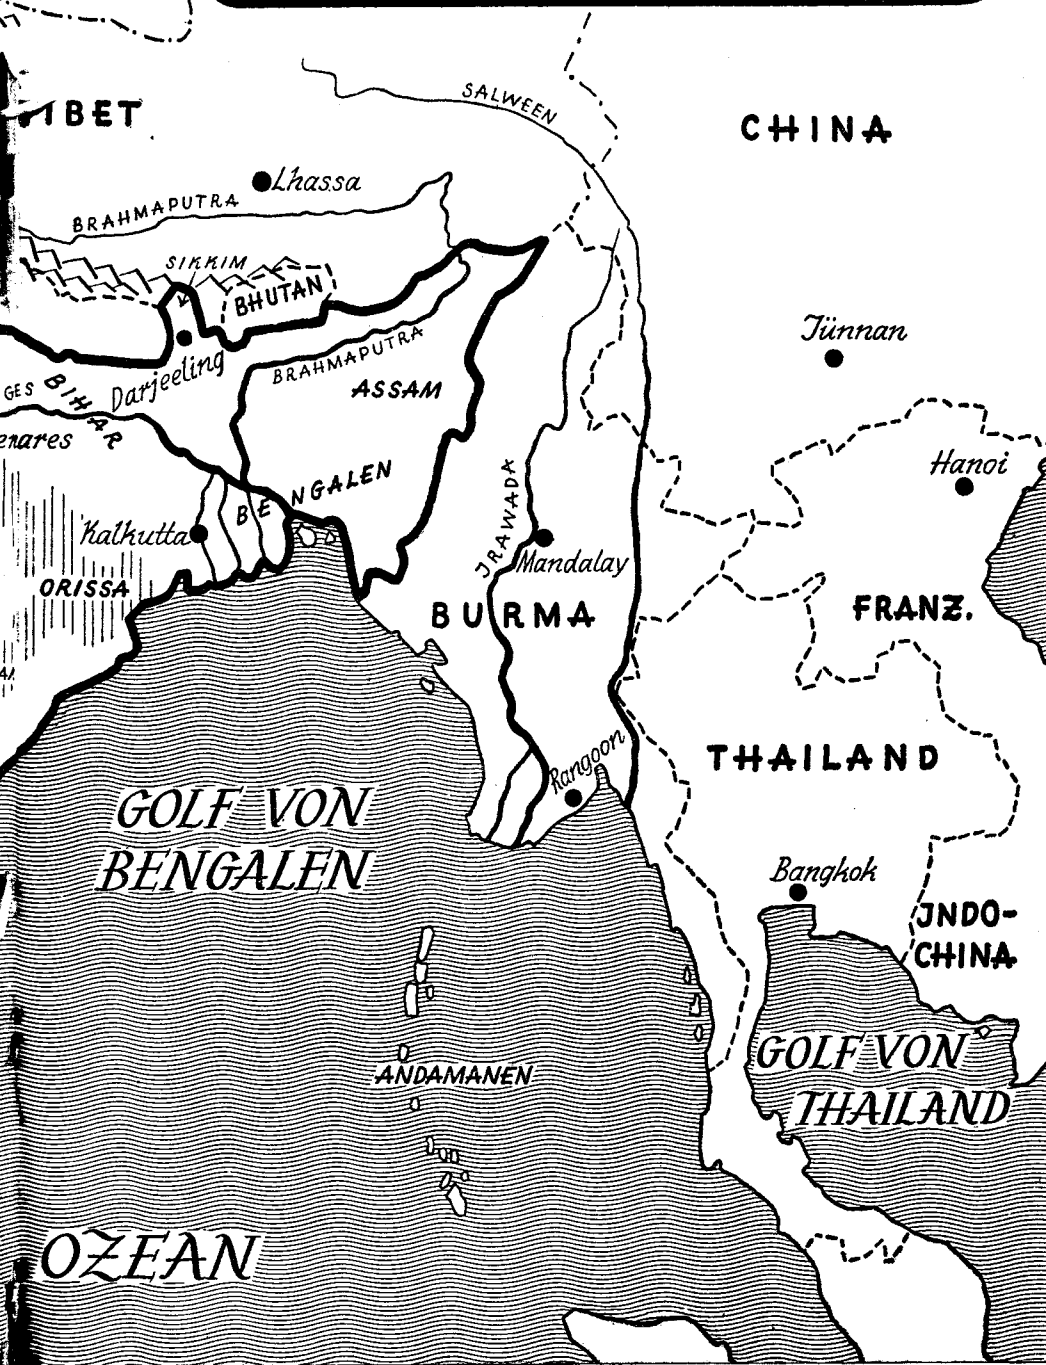 TIBET
SALWEEN
CHINA
Lhassa
BRAHMAPUTRA
SIKKIM
BHUTAN
Jünnan
Darjeeling
BRAHMAPUTRA
GES
BIHAR
ASSAM
enares
Hanoi
BENGALEN
JRAWADA
Kalkutta
Mandalay
ORISSA
BURMA
FRANZ.
Rangoon
THAILAND
GOLF VON
BENGALEN
Bangkok
JNDO-
CHINA
GOLF VON
THAILAND
ANDAMANEN
OZEAN